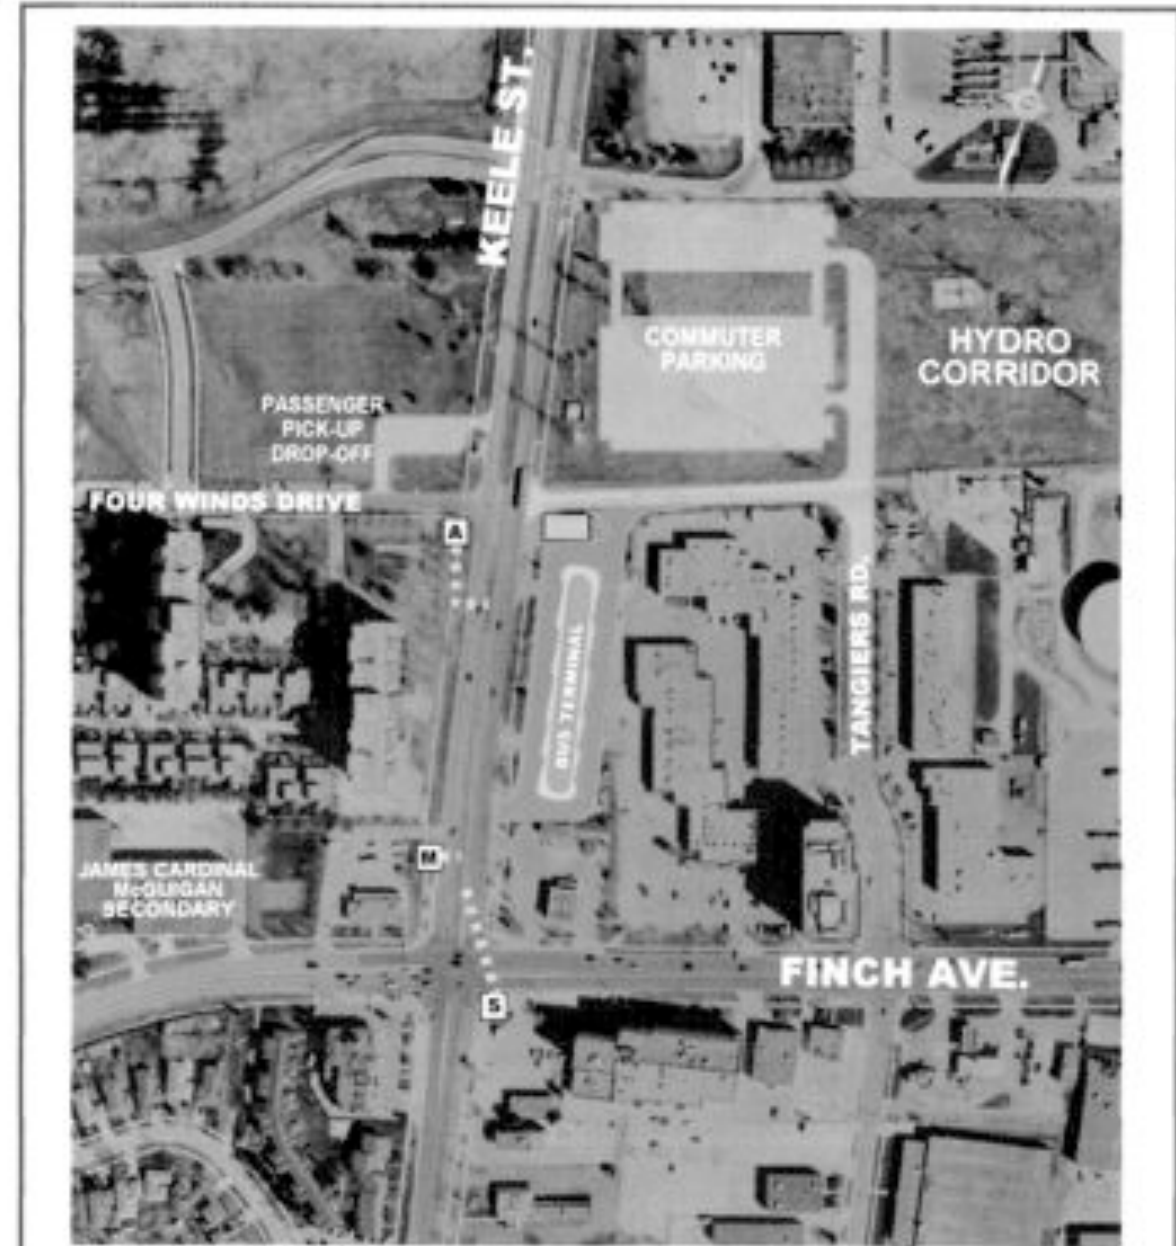 KEELE ST.
COMMUTER
PARKING
HYDRO
CORRIDOR
PASSENGER
PICK-UP
DROP-OFF
FOUR WINDS DRIVE
A
BUS TERMINAL
TANGIERS RD.
M
JAMES CARDINAL
McGUIGAN
SECONDARY
FINCH AVE.
S